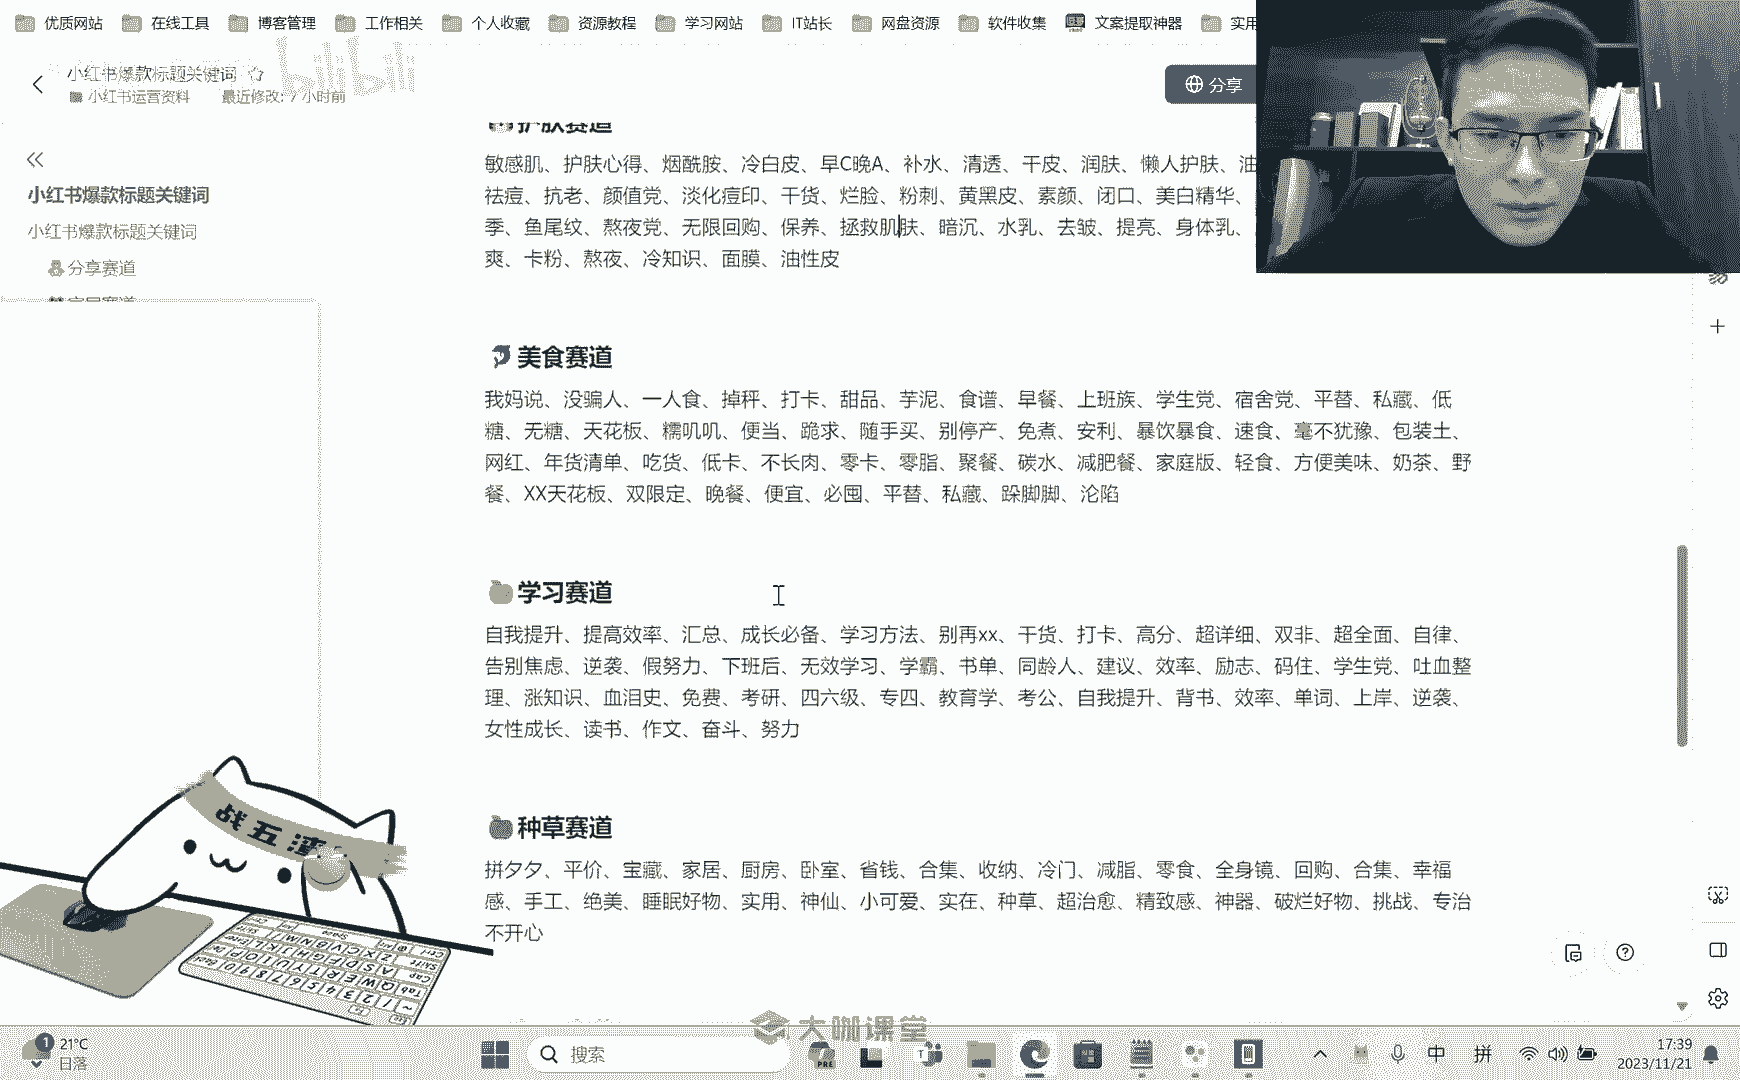 优质网站 在线工具 博客管理 工作相关 个人收藏 资源教程 学习网站 IT站长 网盘资源 软件收集 文案提取神器 实用
bilibili
小红书爆款标题关键词
小红书运营资料 最近修改: 7 小时前
分享
小红书爆款标题关键词
小红书爆款标题关键词
分享赛道
家居赛道
护肤赛道
敏感肌、护肤心得、烟酰胺、冷白皮、早C晚A、补水、清透、干皮、润肤、懒人护肤、油
祛痘、抗老、颜值党、淡化痘印、干货、烂脸、粉刺、黄黑皮、素颜、闭口、美白精华、
季、鱼尾纹、熬夜党、无限回购、保养、拯救肌肤、暗沉、水乳、去皱、提亮、身体乳、
爽、卡粉、熬夜、冷知识、面膜、油性皮
美食赛道
我妈说、没骗人、一人食、掉秤、打卡、甜品、芋泥、食谱、早餐、上班族、学生党、宿舍党、平替、私藏、低
糖、无糖、天花板、糯叽叽、便当、跪求、随手买、别停产、免煮、安利、暴饮暴食、速食、毫不犹豫、包装土、
网红、年货清单、吃货、低卡、不长肉、零卡、零脂、聚餐、碳水、减肥餐、家庭版、轻食、方便美味、奶茶、野
餐、XX天花板、双限定、晚餐、便宜、必囤、平替、私藏、跺脚脚、沦陷
学习赛道
自我提升、提高效率、汇总、成长必备、学习方法、别再xx、干货、打卡、高分、超详细、双非、超全面、自律、
告别焦虑、逆袭、假努力、下班后、无效学习、学霸、书单、同龄人、建议、效率、励志、码住、学生党、吐血整
理、涨知识、血泪史、免费、考研、四六级、专四、教育学、考公、自我提升、背书、效率、单词、上岸、逆袭、
女性成长、读书、作文、奋斗、努力
种草赛道
拼夕夕、平价、宝藏、家居、厨房、卧室、省钱、合集、收纳、冷门、减脂、零食、全身镜、回购、合集、幸福
感、手工、绝美、睡眠好物、实用、神仙、小可爱、实在、种草、超治愈、精致感、神器、破烂好物、挑战、专治
不开心
战五渣
大咖课堂
1 21°C
日落
搜索
中 拼
17:39
2023/11/21